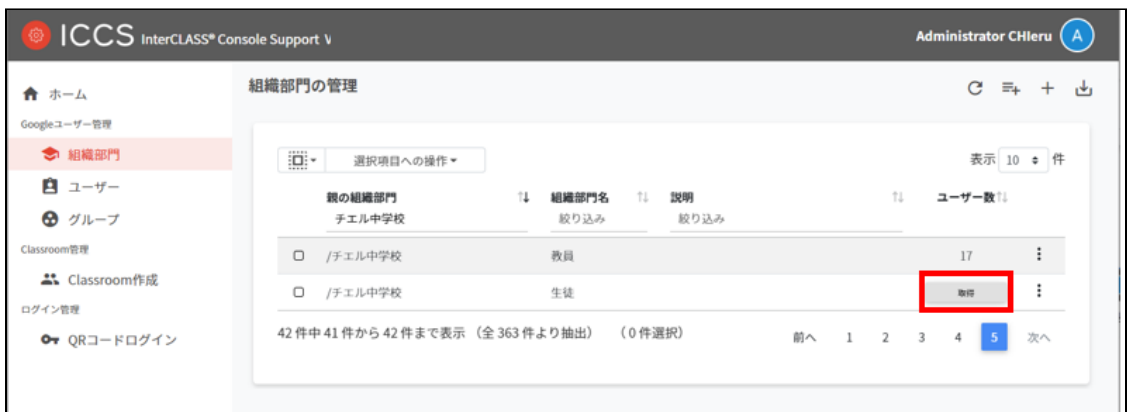 ICCS InterCLASS® Console Support V
Administrator CHIeru A
ホーム
Googleユーザー管理
組織部門
ユーザー
グループ
Classroom管理
Classroom作成
ログイン管理
QRコードログイン
組織部門の管理
選択項目への操作
表示 10 件
親の組織部門 組織部門名 説明 ユーザー数
チエル中学校 絞り込み 絞り込み
/チエル中学校 教員 17
/チエル中学校 生徒 取得
42 件中 41 件から 42 件まで表示 (全 363 件より抽出) (0 件選択)
前へ 1 2 3 4 5 次へ